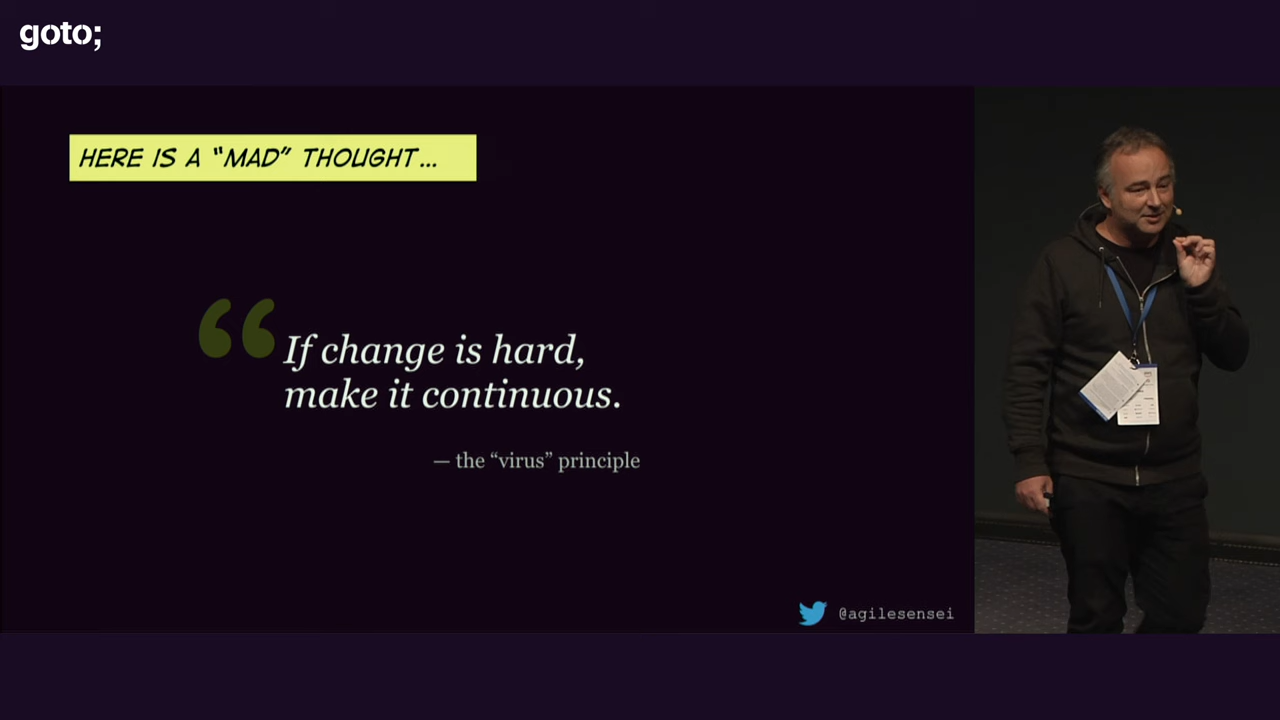 goto;
HERE IS A “MAD” THOUGHT...
“ If change is hard,
make it continuous.
— the “virus” principle
@agilesensei